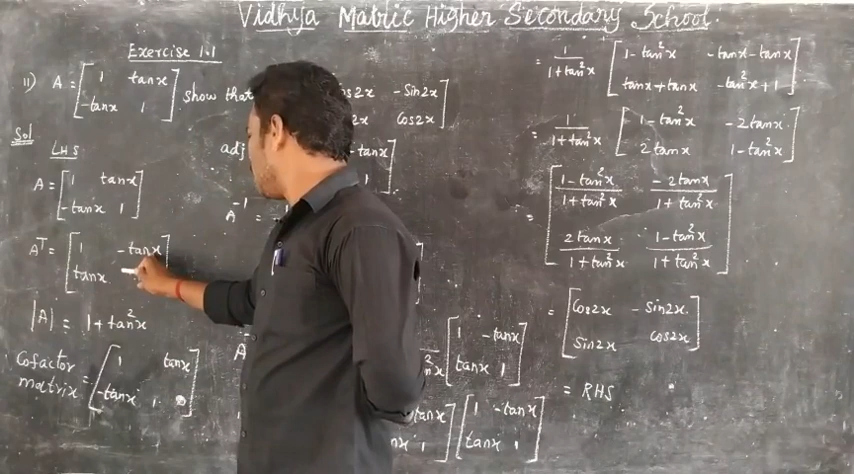 Vidhya Matric Higher Secondary School.
Exercise 1.1
11) A = [1 tanx
-tanx 1] show that os2x -Sin2x
2x Cos2x]
Sol
LHS
A = [1 tanx
-tanx 1]
A^T = [1 -tanx
tanx
|A| = 1+tan²x
Cofactor matrix = [1 tanx
-tanx 1]
adj
-tanx]
A^-1 =
[1 -tanx
tanx 1]
tanx] [1 -tanx
nx 1] [tanx 1]
= 1/(1+tan²x) [1-tan²x -tanx-tanx
tanx+tanx -tan²x+1]
= 1/(1+tan²x) [1-tan²x -2tanx
2tanx 1-tan²x]
= [(1-tan²x)/(1+tan²x) (-2tanx)/(1+tan²x)
(2tanx)/(1+tan²x) (1-tan²x)/(1+tan²x)]
= [Cos2x -Sin2x
Sin2x Cos2x]
= RHS